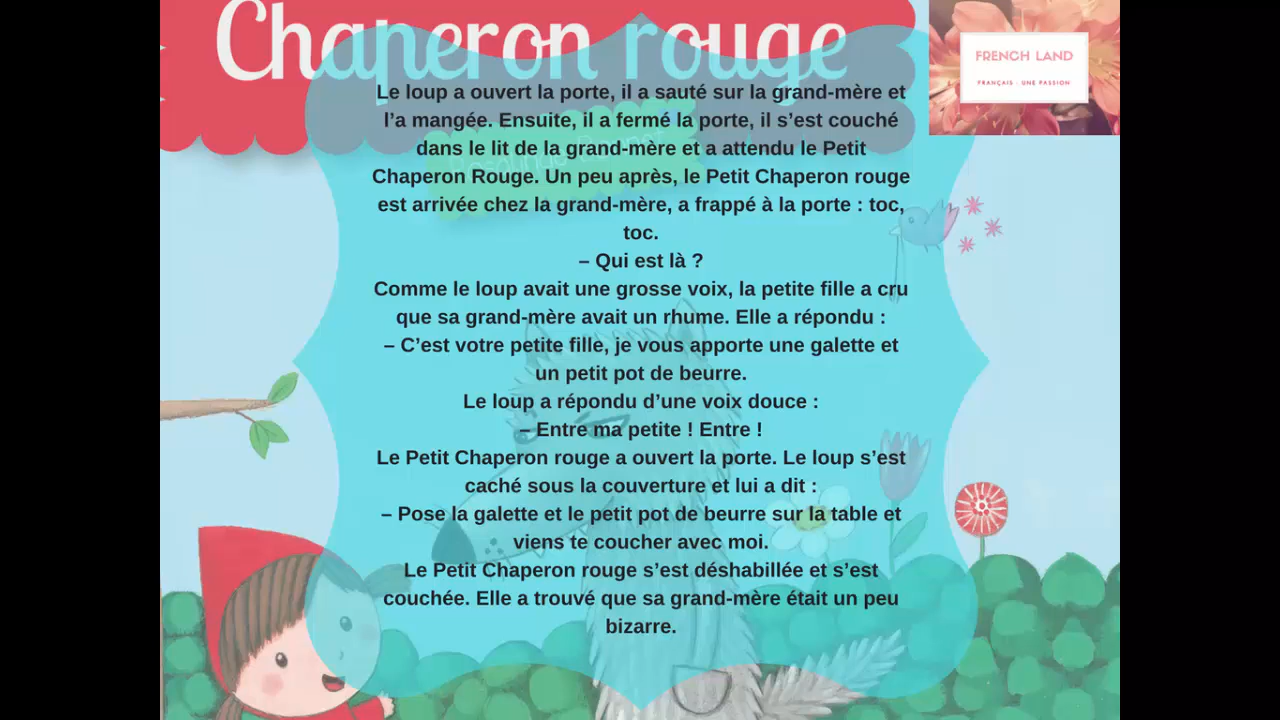 Chaperon rouge
FRENCH LAND
FRANÇAIS - UNE PASSION
Le loup a ouvert la porte, il a sauté sur la grand-mère et
l’a mangée. Ensuite, il a fermé la porte, il s’est couché
dans le lit de la grand-mère et a attendu le Petit
Chaperon Rouge. Un peu après, le Petit Chaperon rouge
est arrivée chez la grand-mère, a frappé à la porte : toc,
toc.
– Qui est là ?
Comme le loup avait une grosse voix, la petite fille a cru
que sa grand-mère avait un rhume. Elle a répondu :
– C’est votre petite fille, je vous apporte une galette et
un petit pot de beurre.
Le loup a répondu d’une voix douce :
– Entre ma petite ! Entre !
Le Petit Chaperon rouge a ouvert la porte. Le loup s’est
caché sous la couverture et lui a dit :
– Pose la galette et le petit pot de beurre sur la table et
viens te coucher avec moi.
Le Petit Chaperon rouge s’est déshabillée et s’est
couchée. Elle a trouvé que sa grand-mère était un peu
bizarre.